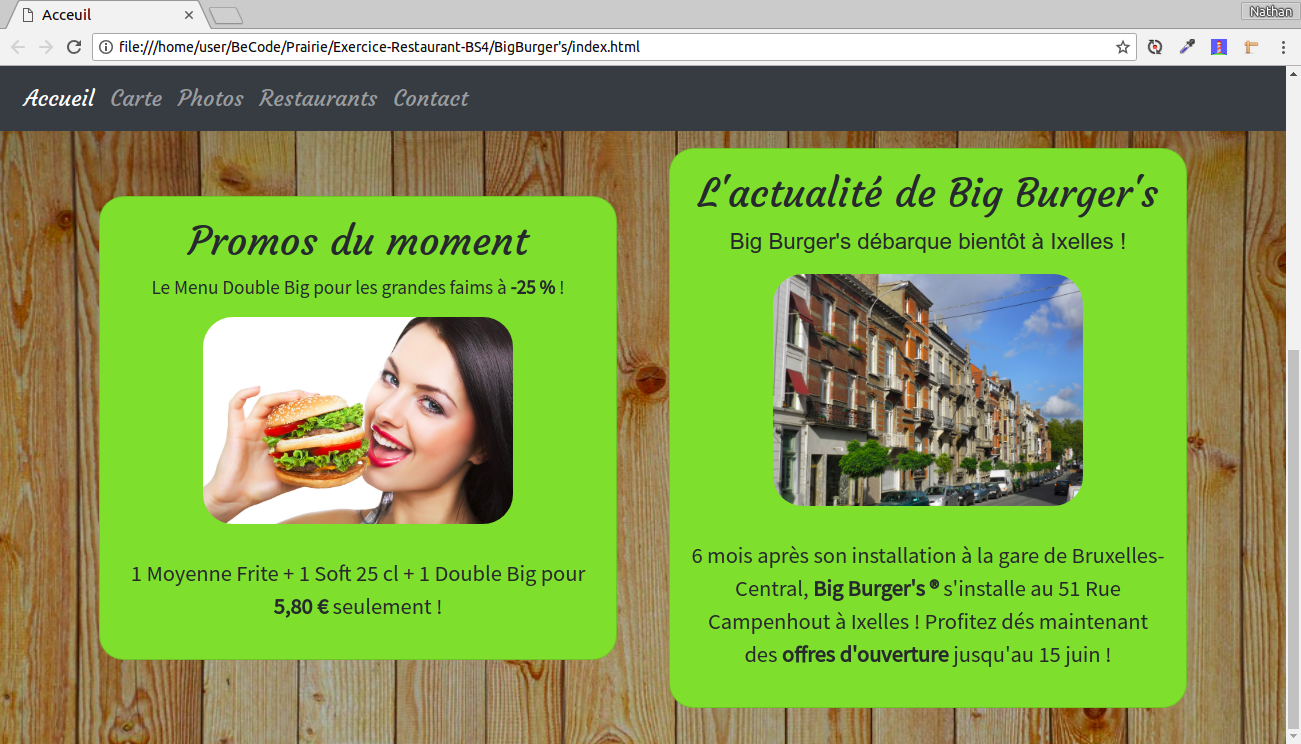 Acceuil
Nathan
file:///home/user/BeCode/Prairie/Exercice-Restaurant-BS4/BigBurger's/index.html
Accueil Carte Photos Restaurants Contact
Promos du moment
Le Menu Double Big pour les grandes faims à -25 % !
1 Moyenne Frite + 1 Soft 25 cl + 1 Double Big pour
5,80 € seulement !
L'actualité de Big Burger's
Big Burger's débarque bientôt à Ixelles !
6 mois après son installation à la gare de Bruxelles-
Central, Big Burger's ® s'installe au 51 Rue
Campenhout à Ixelles ! Profitez dés maintenant
des offres d'ouverture jusqu'au 15 juin !